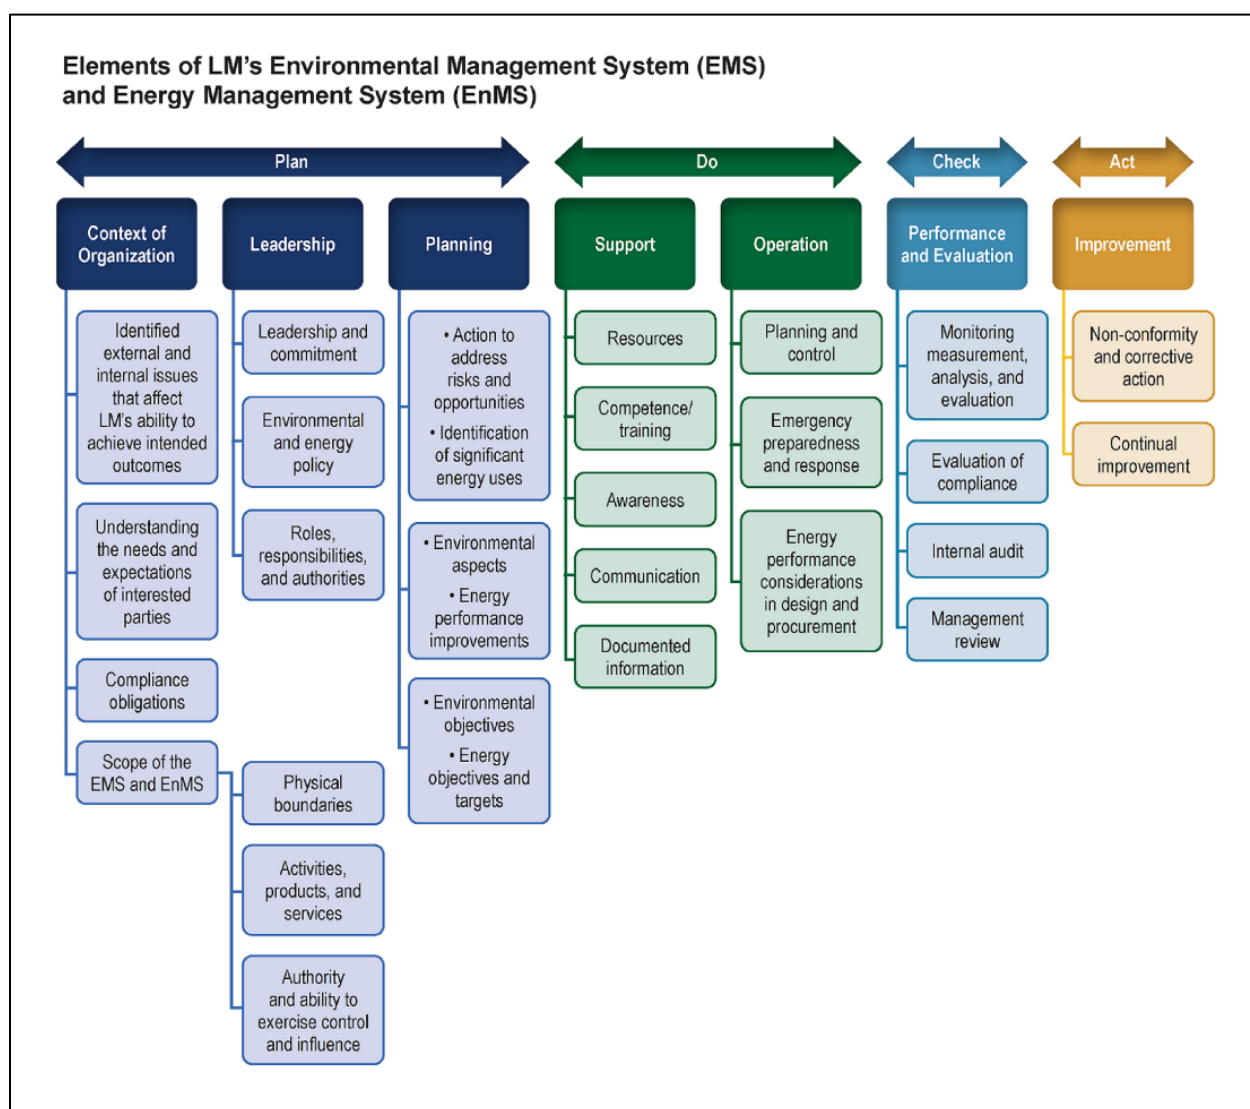 Elements of LM's Environmental Management System (EMS)
and Energy Management System (EnMS)
Plan
Do
Check
Act
Context of
Organization
Leadership
Planning
Support
Operation
Performance
and Evaluation
Improvement
Identified
external and
internal issues
that affect
LM's ability to
achieve intended
outcomes
Understanding
the needs and
expectations
of interested
parties
Compliance
obligations
Scope of the
EMS and EnMS
Leadership and
commitment
Environmental
and energy
policy
Roles,
responsibilities,
and authorities
Physical
boundaries
Activities,
products, and
services
Authority
and ability to
exercise control
and influence
• Action to
address
risks and
opportunities
• Identification
of significant
energy uses
• Environmental
aspects
• Energy
performance
improvements
• Environmental
objectives
• Energy
objectives and
targets
Resources
Competence/
training
Awareness
Communication
Documented
information
Planning and
control
Emergency
preparedness
and response
Energy
performance
considerations
in design and
procurement
Monitoring
measurement,
analysis, and
evaluation
Evaluation of
compliance
Internal audit
Management
review
Non-conformity
and corrective
action
Continual
improvement